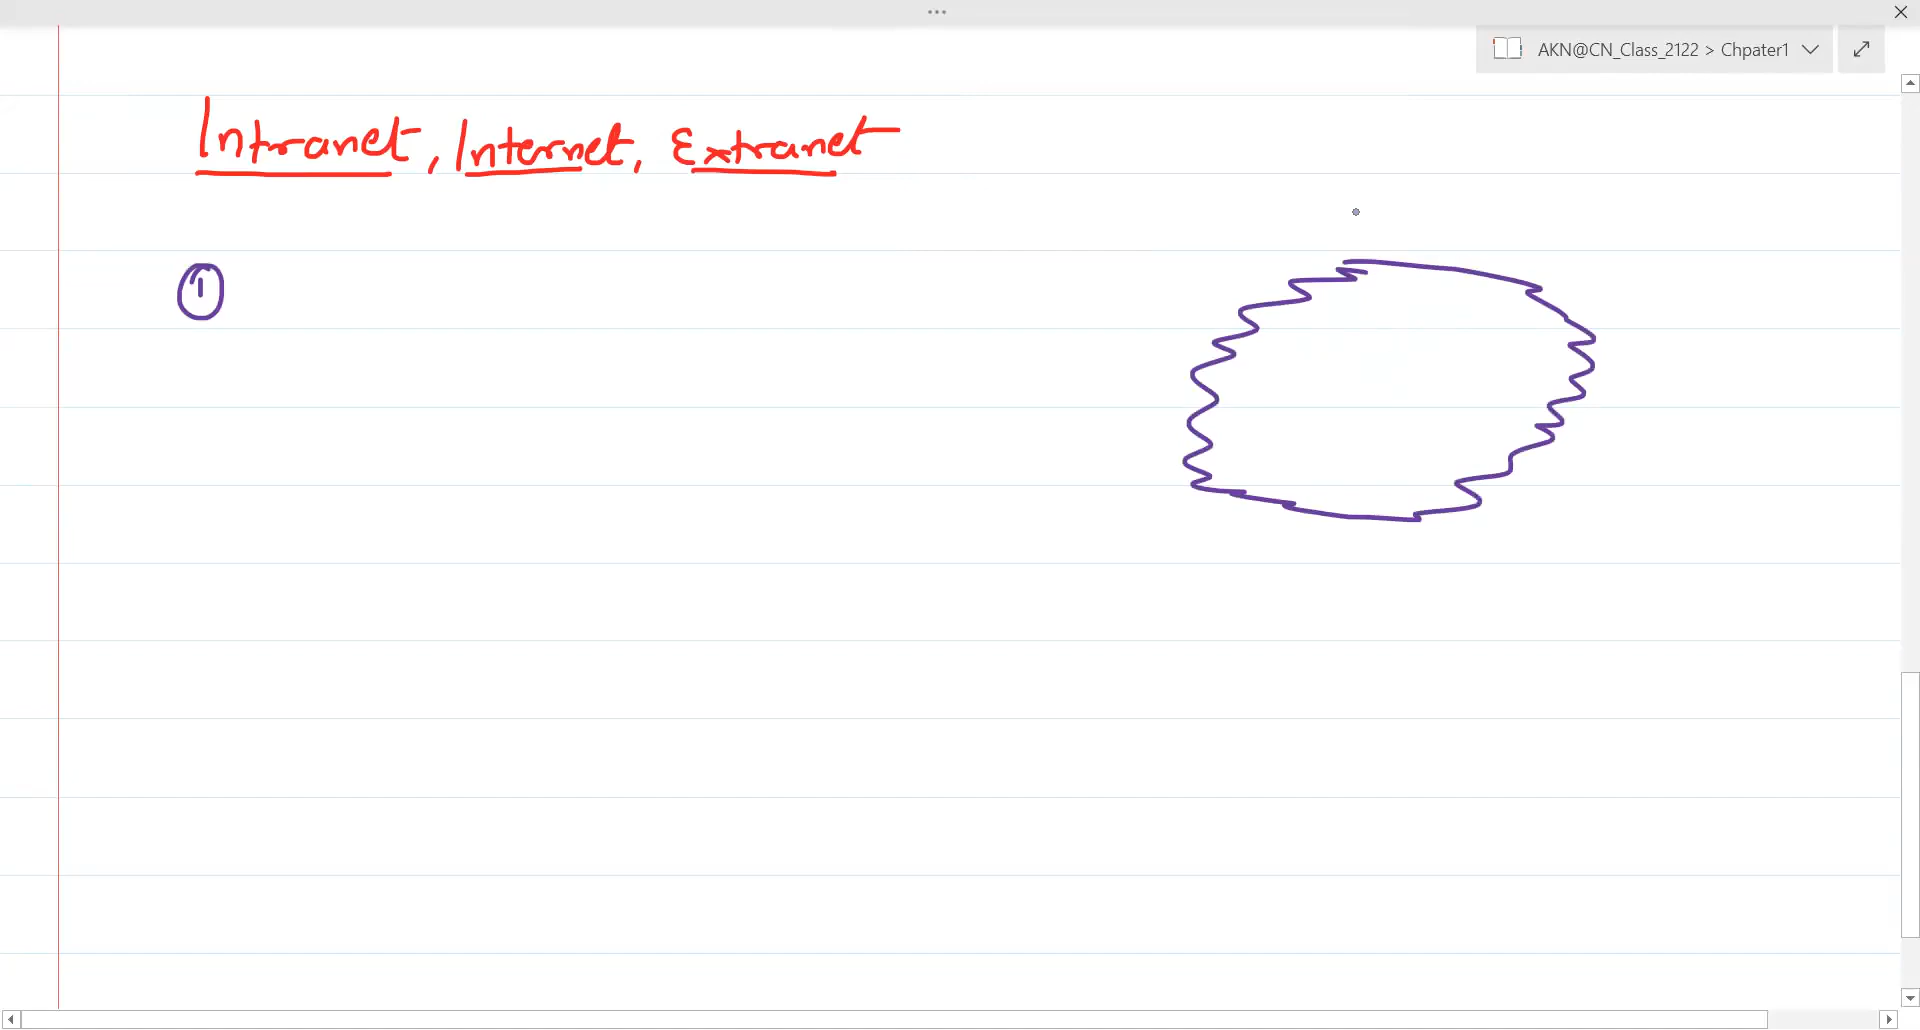 AKN@CN_Class_2122 > Chpater1
Intranet, Internet, Extranet
1